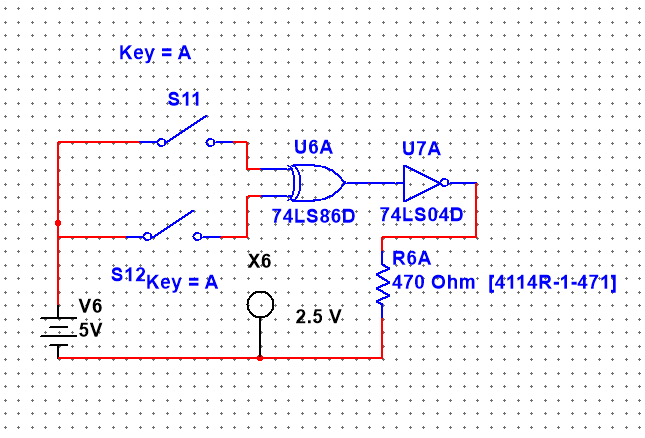 Key = A
S11
U6A
U7A
74LS86D
74LS04D
S12
Key = A
X6
R6A
470 Ohm [4114R-1-471]
V6
5V
2.5 V